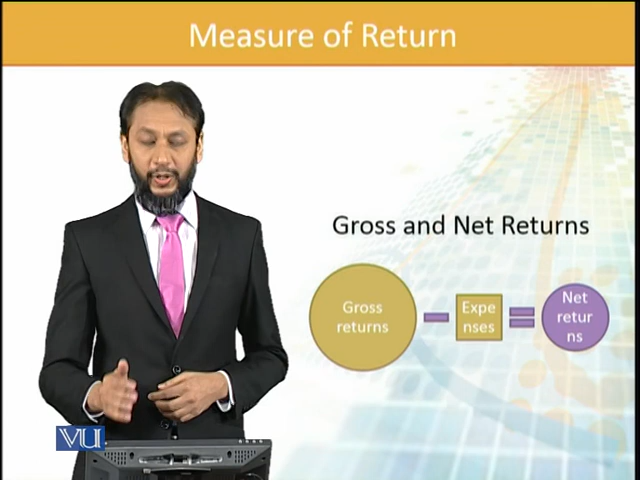 Measure of Return
Gross and Net Returns
Gross
returns
Expe
nses
Net
retur
ns
VU